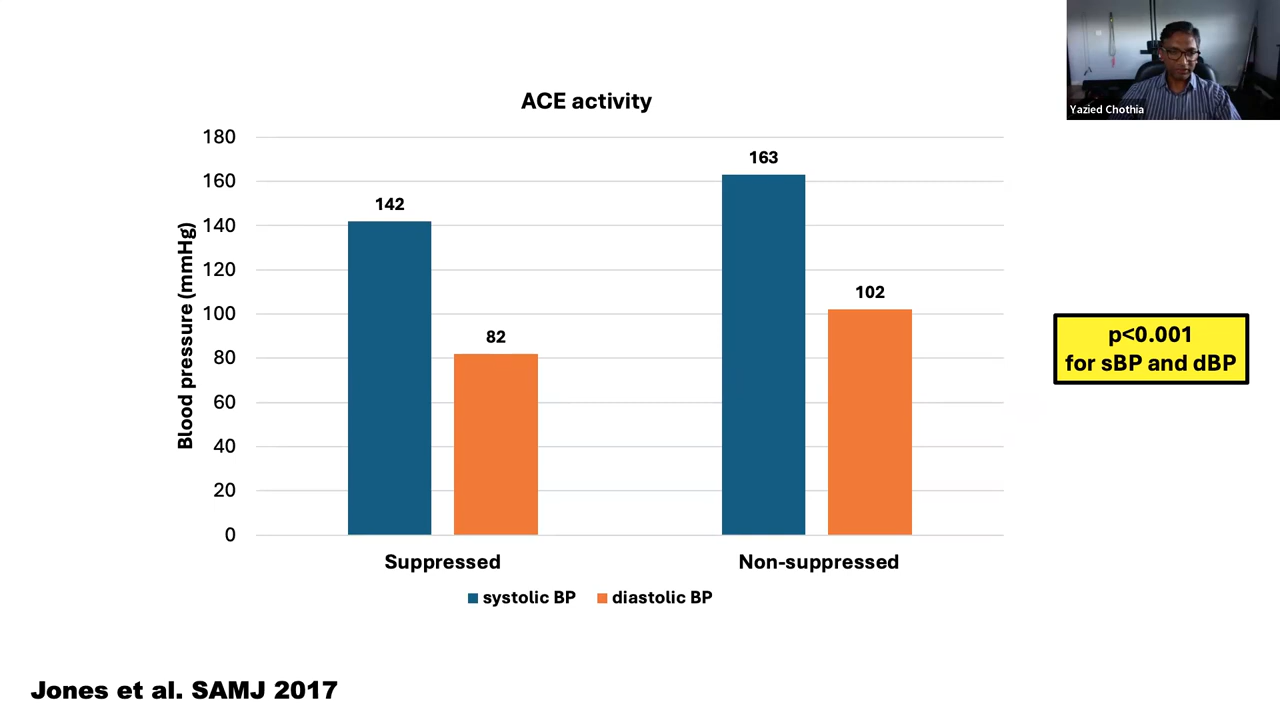 Yazied Chothia
ACE activity
Blood pressure (mmHg)
180
160
140
120
100
80
60
40
20
0
142
82
163
102
Suppressed
Non-suppressed
systolic BP
diastolic BP
p<0.001
for sBP and dBP
Jones et al. SAMJ 2017